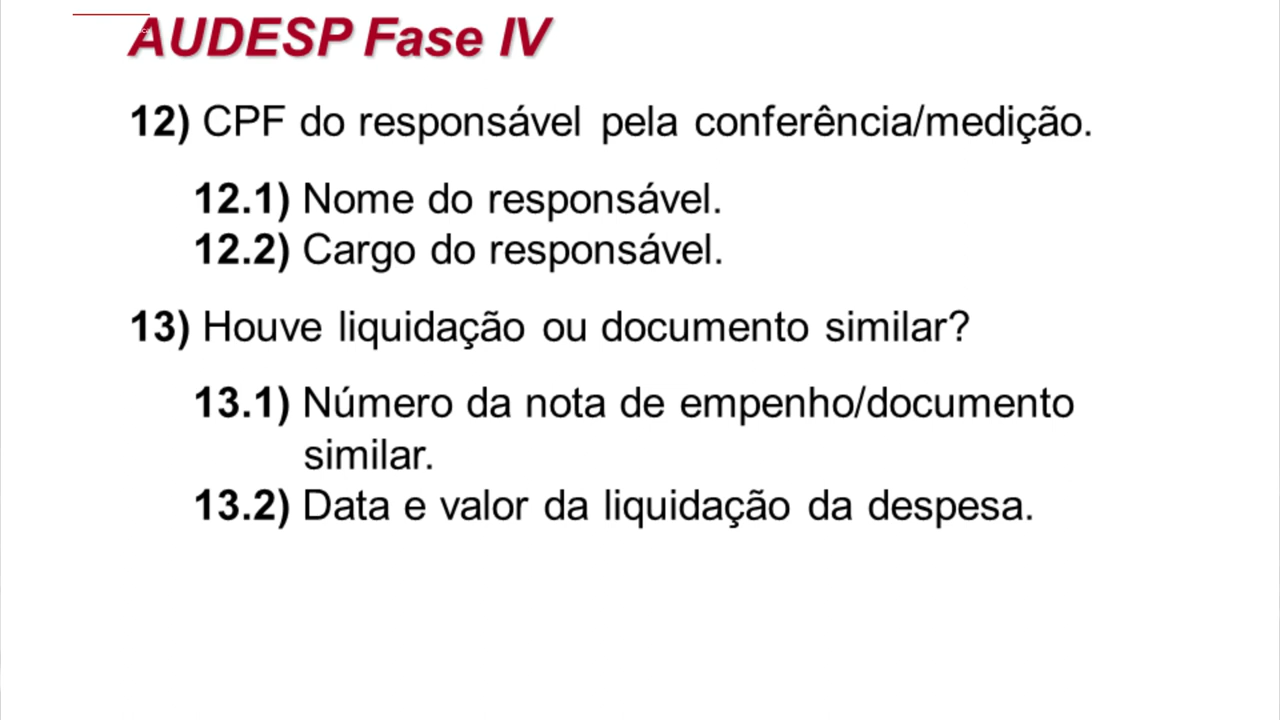 AUDESP Fase IV
12) CPF do responsável pela conferência/medição.
12.1) Nome do responsável.
12.2) Cargo do responsável.
13) Houve liquidação ou documento similar?
13.1) Número da nota de empenho/documento
similar.
13.2) Data e valor da liquidação da despesa.